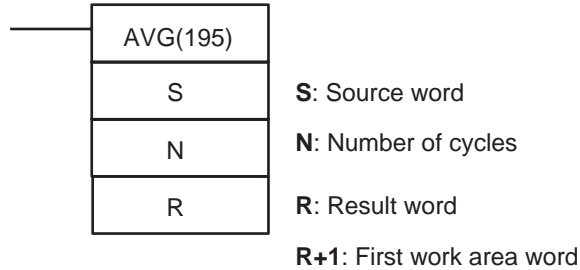 AVG(195)
S S: Source word
N N: Number of cycles
R R: Result word
R+1: First work area word